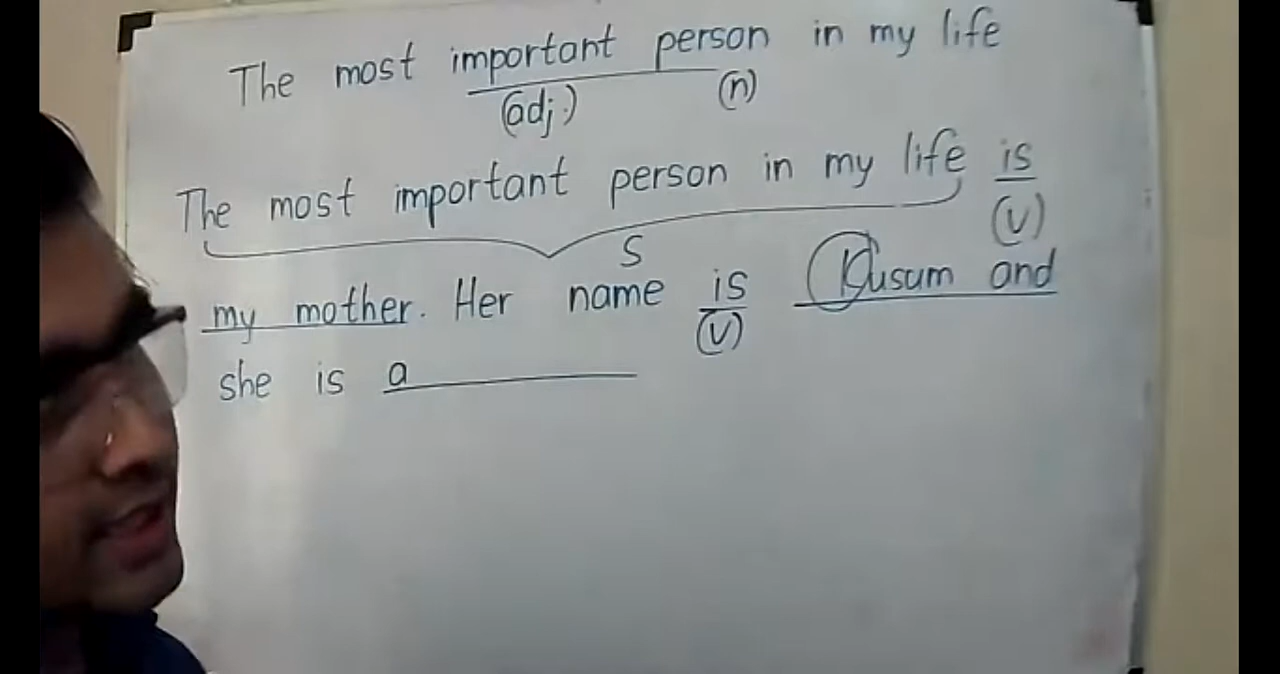 The most important person in my life
(adj.) (n)
The most important person in my life is
S (v)
my mother. Her name is Kusum and
(v)
she is a